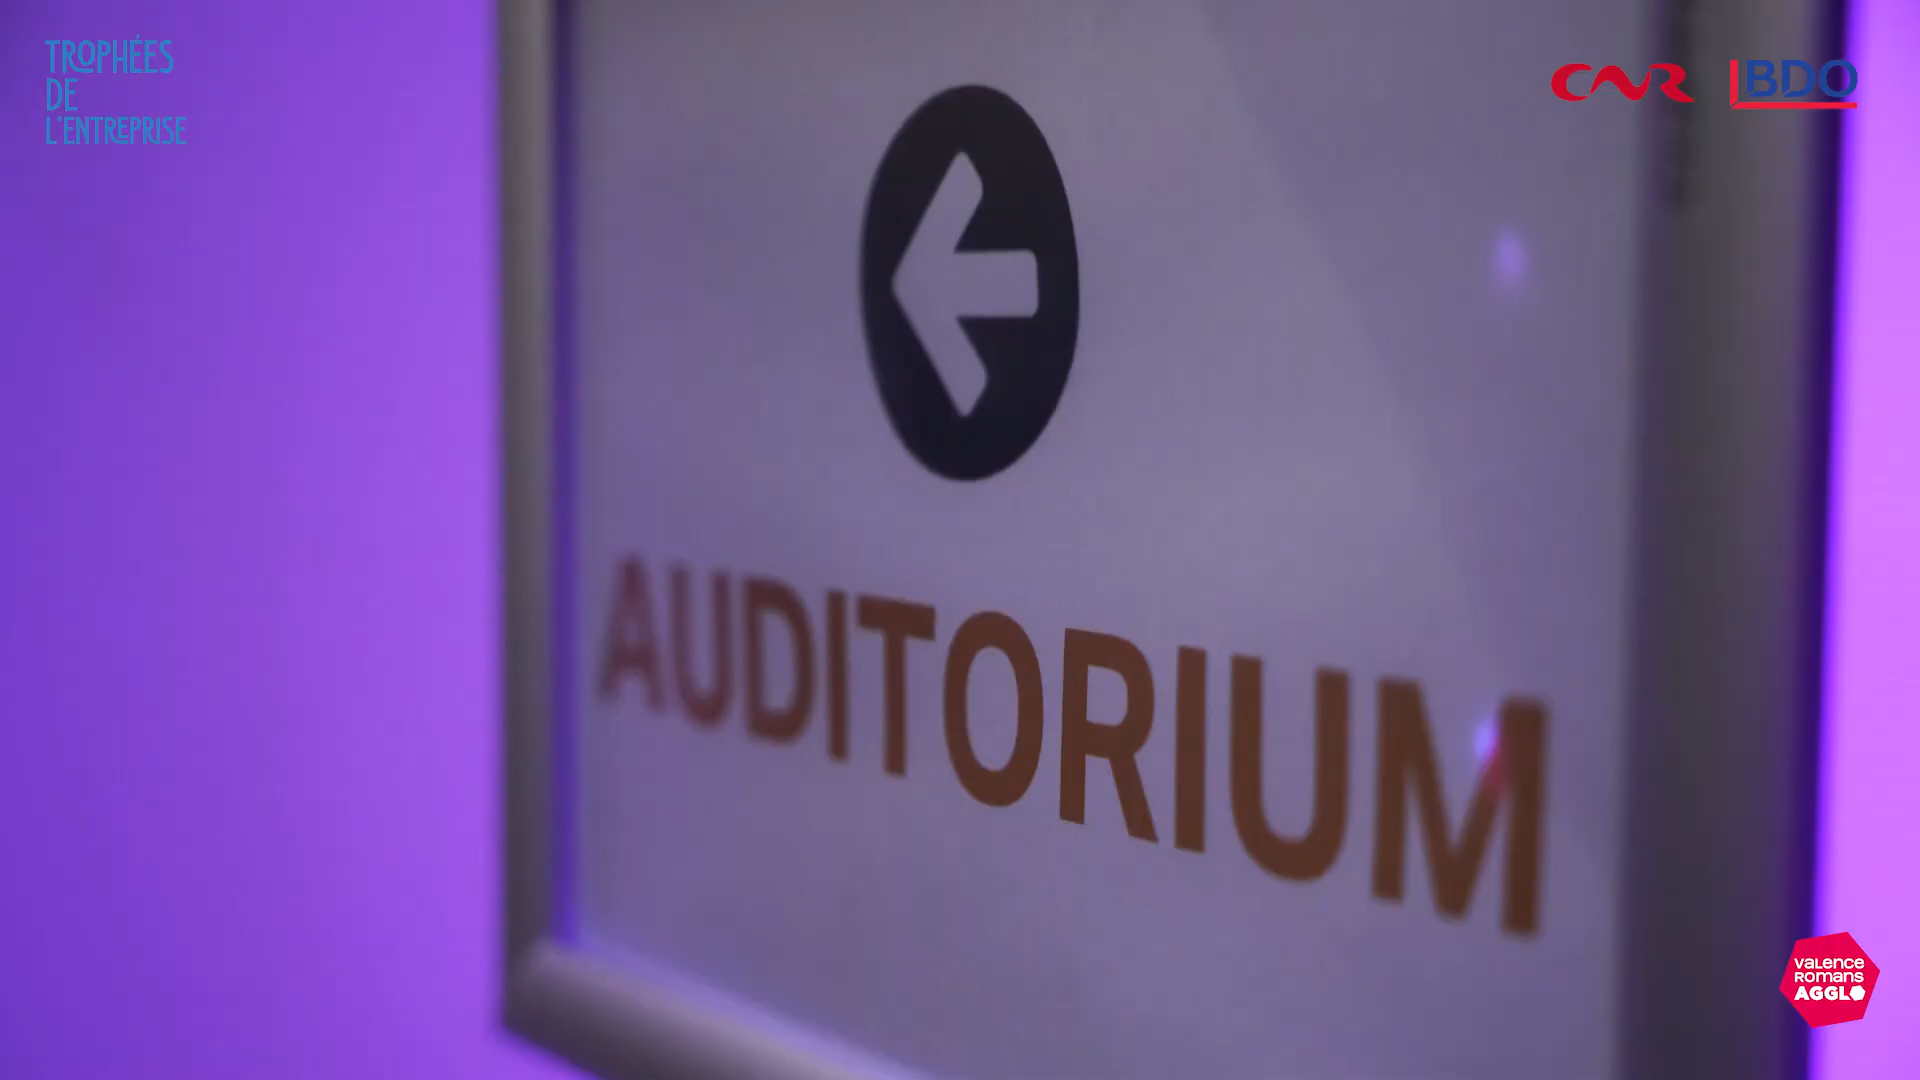 TROPHÉES
DE
L'ENTREPRISE
CNR
BDO
AUDITORIUM
VALENCE
ROMANS
AGGLO